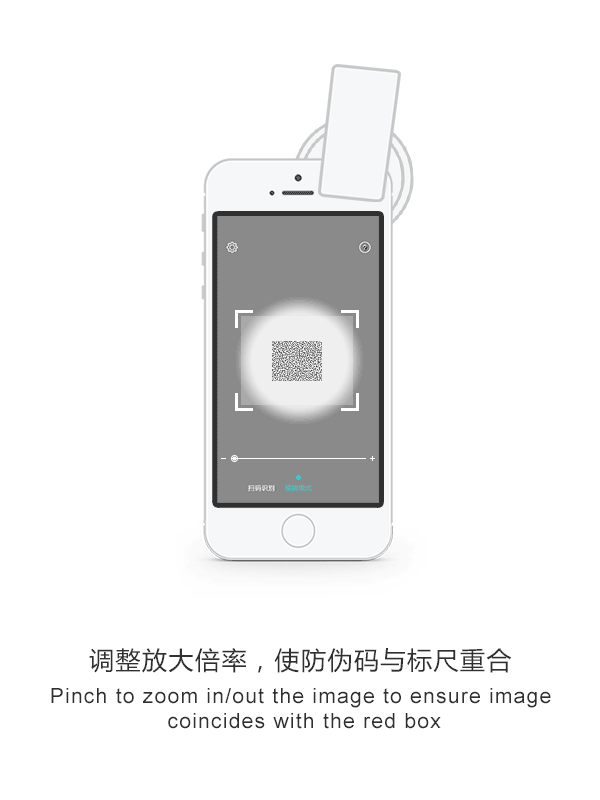 扫码识别
调整放大倍率，使防伪码与标尺重合
Pinch to zoom in/out the image to ensure image
coincides with the red box